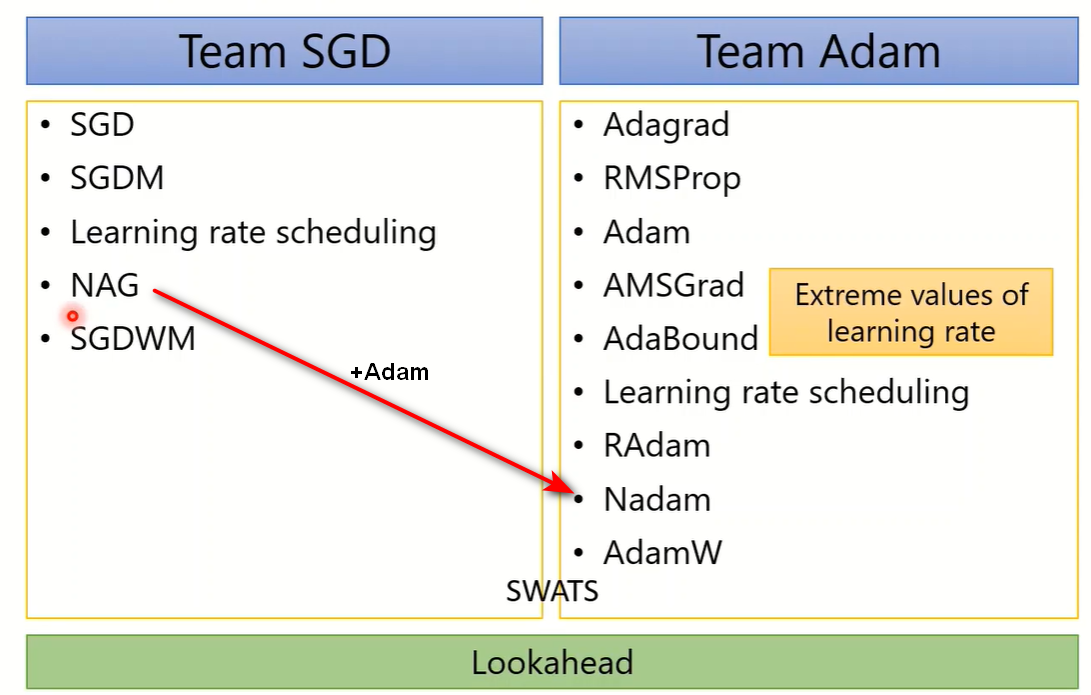 Team SGD
• SGD
• SGDM
• Learning rate scheduling
• NAG
• SGDWM
+Adam
Team Adam
• Adagrad
• RMSProp
• Adam
• AMSGrad
• AdaBound
Extreme values of
learning rate
• Learning rate scheduling
• RAdam
• Nadam
• AdamW
SWATS
Lookahead